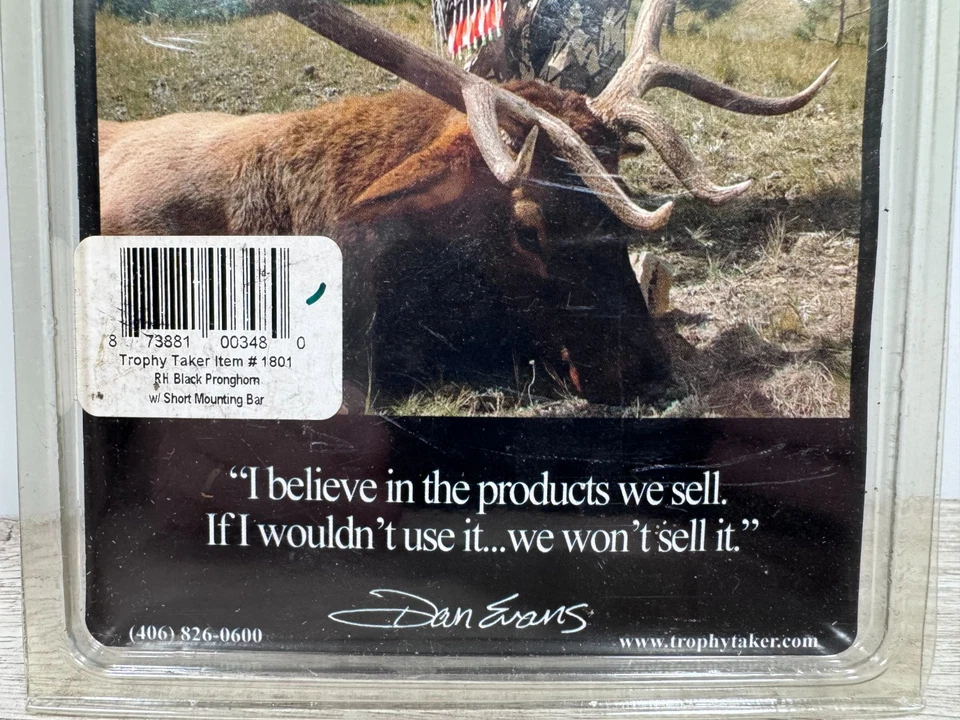 8 73881 00348 0
Trophy Taker Item # 1801
RH Black Pronghorn
w/ Short Mounting Bar
“I believe in the products we sell.
If I wouldn’t use it...we won’t sell it.”
Dan Evans
(406) 826-0600
www.trophytaker.com